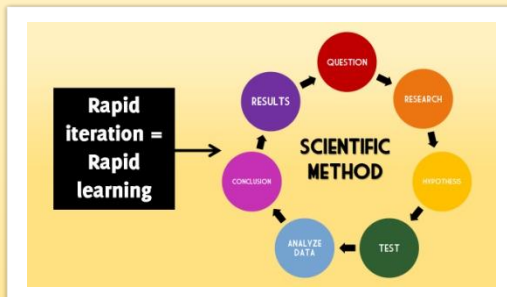 Rapid
iteration =
Rapid
learning
SCIENTIFIC
METHOD
QUESTION
RESEARCH
HYPOTHESIS
TEST
ANALYZE
DATA
CONCLUSION
RESULTS